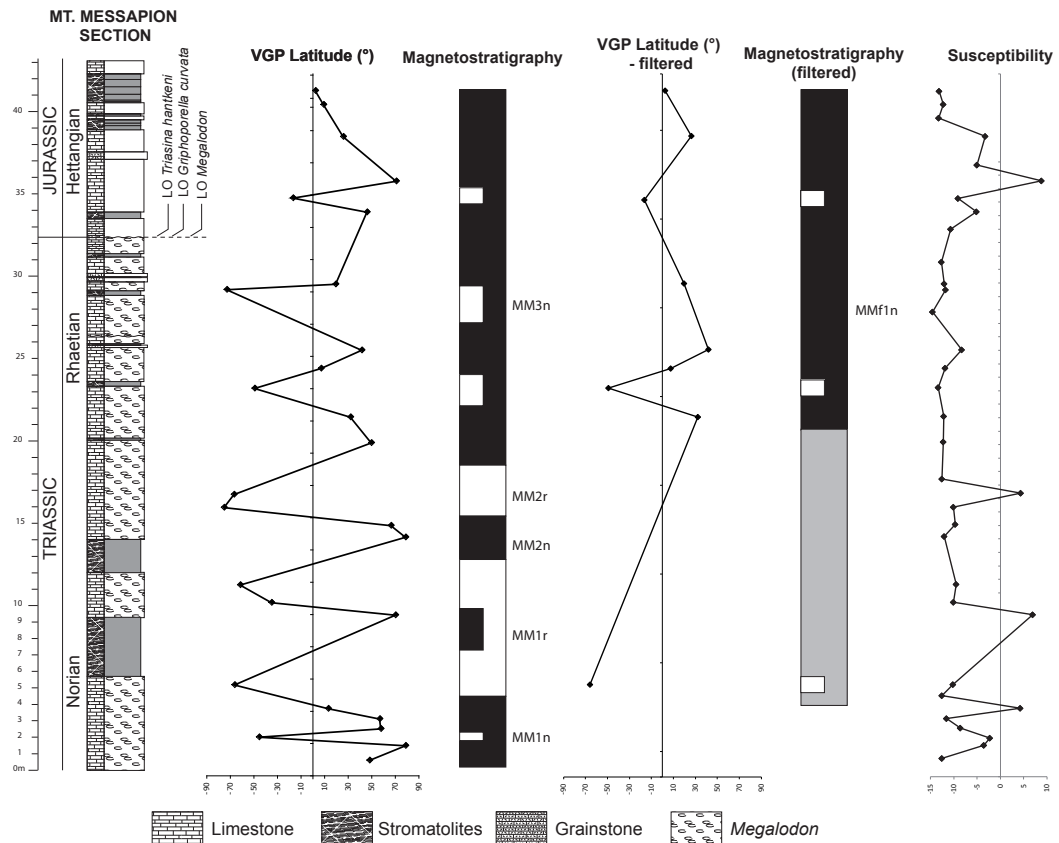 MT. MESSAPION
SECTION
VGP Latitude (°)
Magnetostratigraphy
VGP Latitude (°)
- filtered
Magnetostratigraphy
(filtered)
Susceptibility
JURASSIC
Hettangian
TRIASSIC
Rhaetian
Norian
LO Triasina hantkeni
LO Griphoporella curvata
LO Megalodon
40
35
30
25
20
15
10
9
8
7
6
5
4
3
2
1
0m
MM3n
MM2r
MM2n
MM1r
MM1n
MMf1n
-90 -70 -50 -30 -10 10 30 50 70 90
-90 -70 -50 -30 -10 10 30 50 70 90
-15 -10 -5 0 5 10
Limestone
Stromatolites
Grainstone
Megalodon